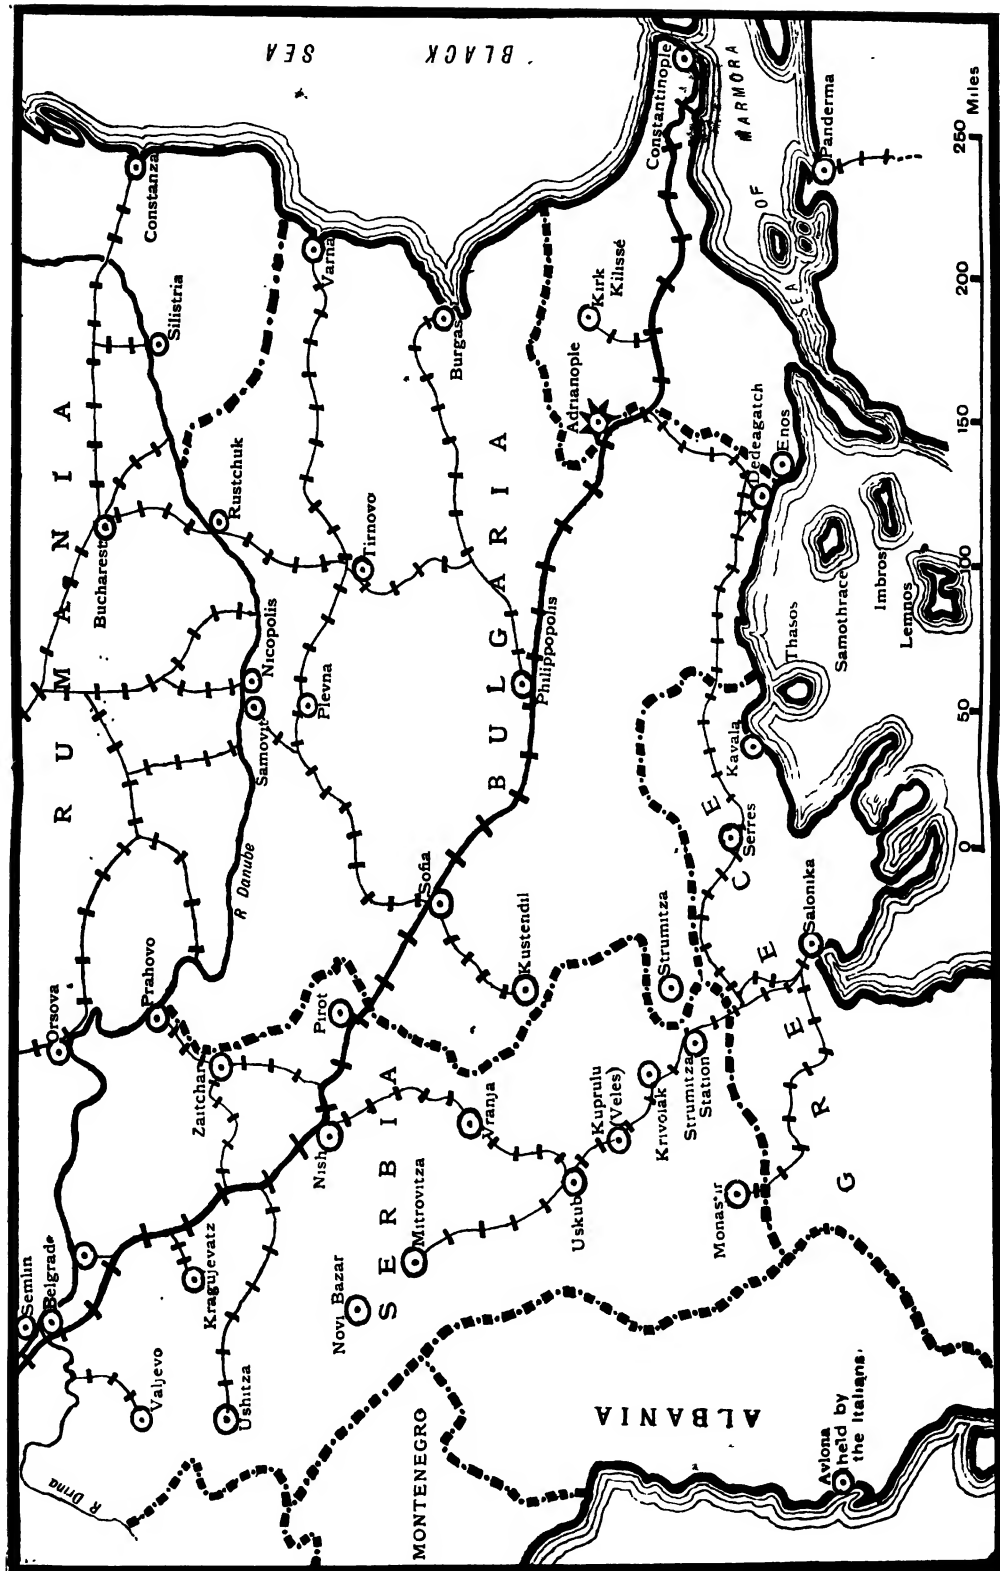 Semlin
Belgrade
Orsova
RUMANIA
Bucharest
Constanza
BLACK SEA
R Drina
Valjevo
Kragujevatz
Ushitza
Zaitchar
Prahovo
R Danube
Samovit
Nicopolis
Rustchuk
Silistria
Plevna
Tirnovo
Varna
Novi Bazar
Mitrovitza
SERBIA
Nish
Pirot
Vranja
Sofia
Kustendil
BULGARIA
Philippopolis
Burgas
MONTENEGRO
Uskub
Kuprulu
(Veles)
Krivolak
Strumitza
Station
Strumitza
Adrianople
Kirk
Kilissé
Constantinople
ALBANIA
Monastir
GREECE
Serres
Kavala
Dedeagatch
Enos
SEA OF MARMORA
Panderma
Avlona
held by
the Italians.
Salonika
Thasos
Samothrace
Imbros
Lemnos
0 50 100 150 200 250 Miles